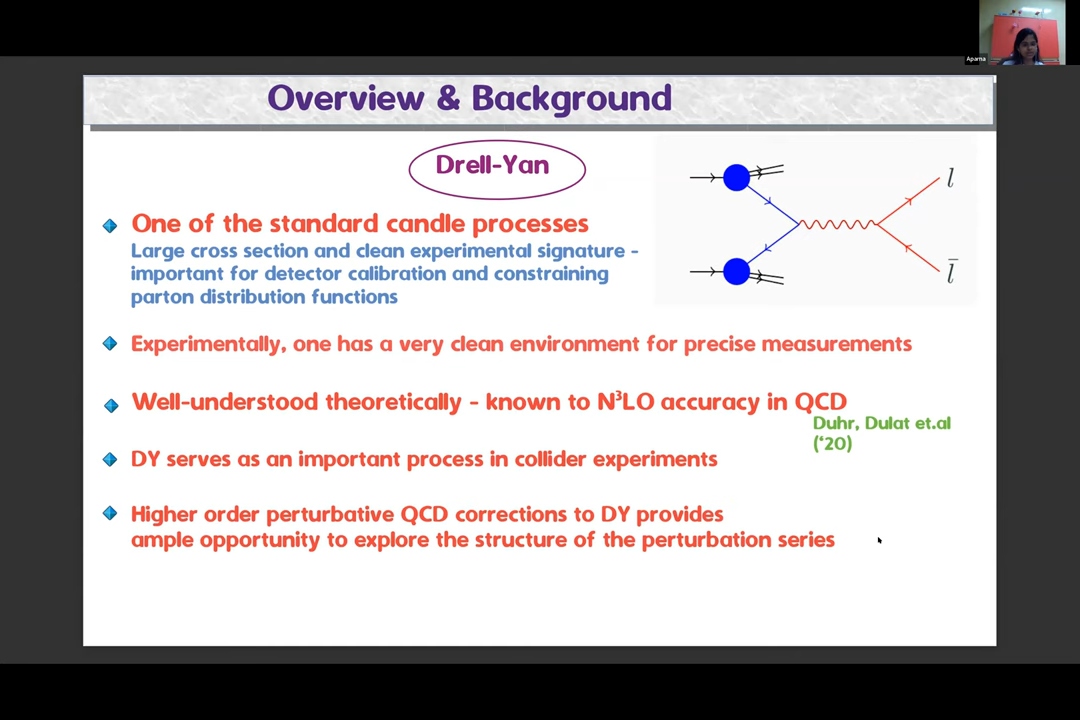 Aparna
Overview & Background
Drell-Yan
l
l̄
One of the standard candle processes
Large cross section and clean experimental signature -
important for detector calibration and constraining
parton distribution functions
Experimentally, one has a very clean environment for precise measurements
Well-understood theoretically - known to N³LO accuracy in QCD
Duhr, Dulat et.al
('20)
DY serves as an important process in collider experiments
Higher order perturbative QCD corrections to DY provides
ample opportunity to explore the structure of the perturbation series